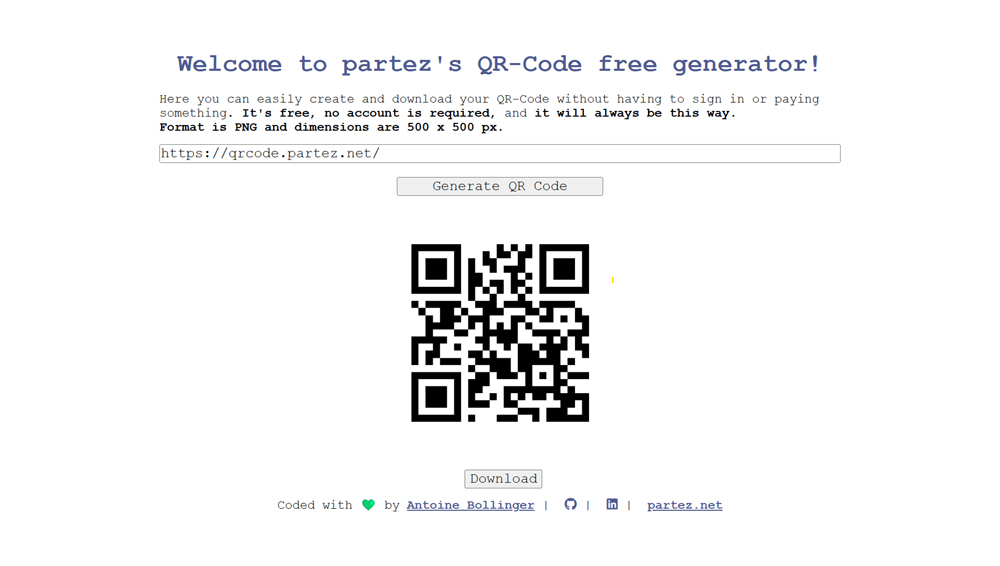 Welcome to partez's QR-Code free generator!
Here you can easily create and download your QR-Code without having to sign in or paying
something. It's free, no account is required, and it will always be this way.
Format is PNG and dimensions are 500 x 500 px.
https://qrcode.partez.net/
Generate QR Code
Download
Coded with 💚 by Antoine Bollinger | | | partez.net